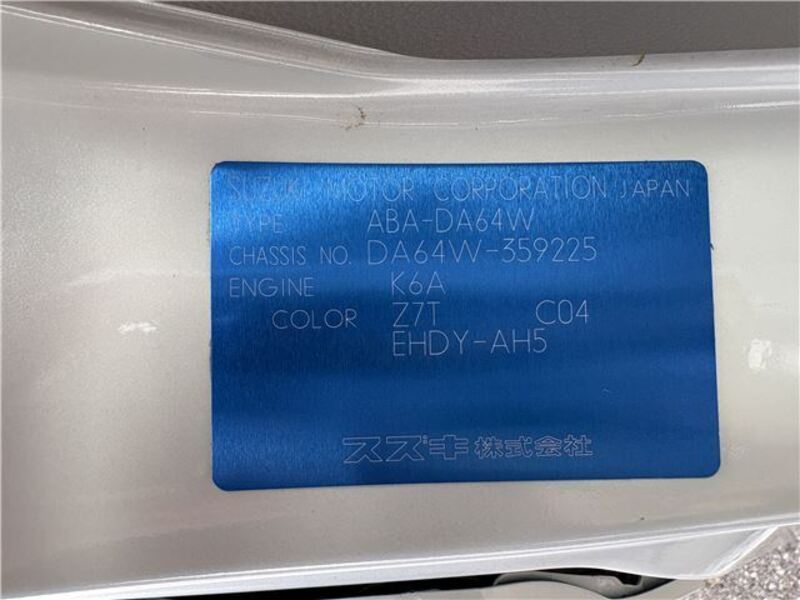 SUZUKI MOTOR CORPORATION JAPAN
TYPE ABA-DA64W
CHASSIS NO. DA64W-359225
ENGINE K6A
COLOR Z7T C04
EHDY-AH5
スズキ株式会社